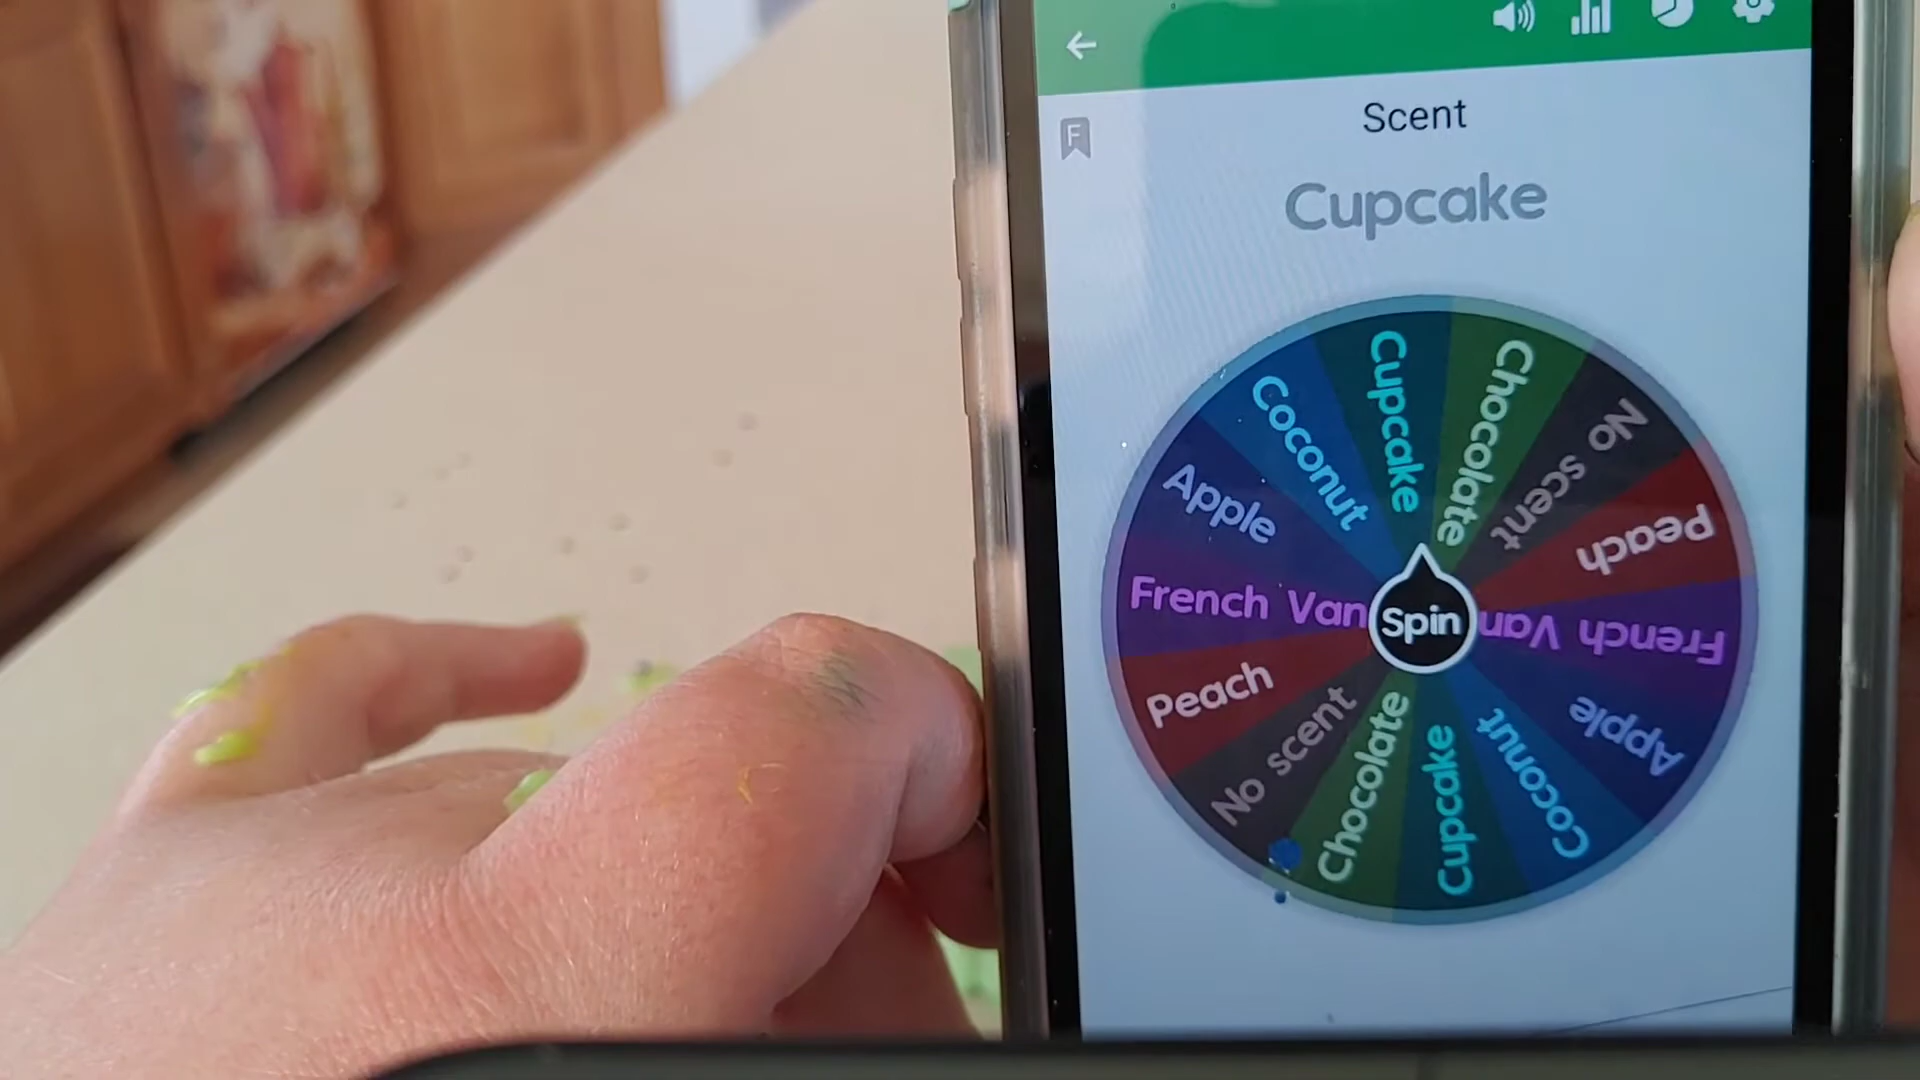 Scent
F
Cupcake
Cupcake
Chocolate
No scent
Peach
French Van
Apple
Coconut
Cupcake
Chocolate
No scent
Peach
French Van
Apple
Coconut
Spin